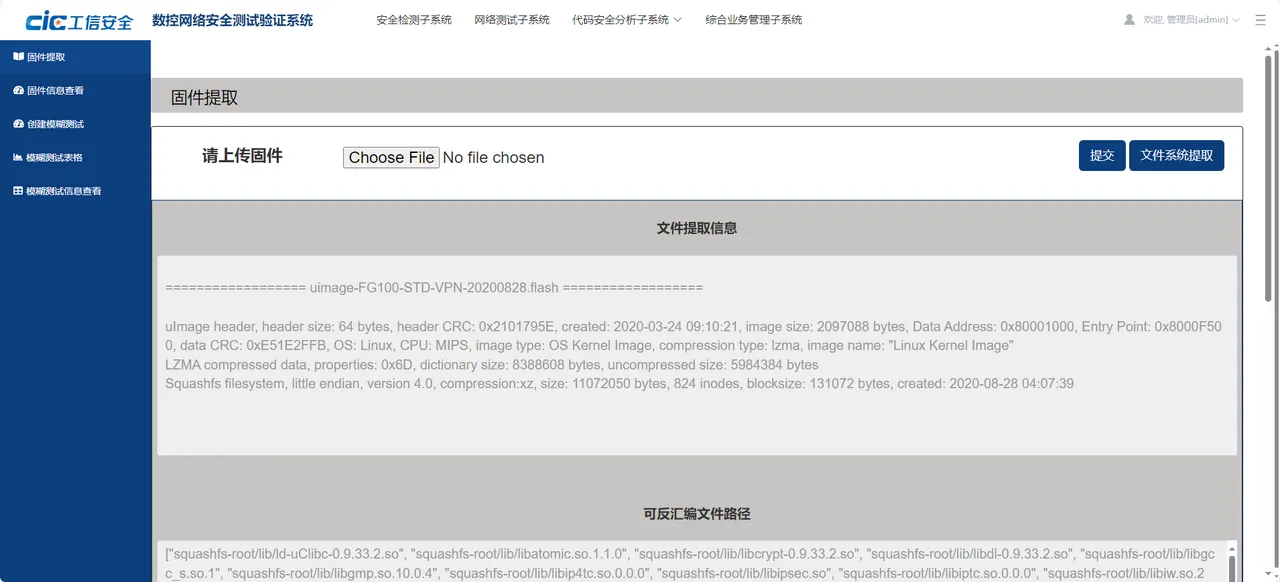 cic工信安全 数控网络安全测试验证系统 安全检测子系统 网络测试子系统 代码安全分析子系统 综合业务管理子系统 欢迎, 管理员[admin]
固件提取
固件信息查看
创建模糊测试
模糊测试表格
模糊测试信息查看
固件提取
请上传固件 Choose File No file chosen 提交 文件系统提取
文件提取信息
================== uimage-FG100-STD-VPN-20200828.flash ==================
uImage header, header size: 64 bytes, header CRC: 0x2101795E, created: 2020-03-24 09:10:21, image size: 2097088 bytes, Data Address: 0x80001000, Entry Point: 0x8000F50
0, data CRC: 0xE51E2FFB, OS: Linux, CPU: MIPS, image type: OS Kernel Image, compression type: lzma, image name: "Linux Kernel Image"
LZMA compressed data, properties: 0x6D, dictionary size: 8388608 bytes, uncompressed size: 5984384 bytes
Squashfs filesystem, little endian, version 4.0, compression:xz, size: 11072050 bytes, 824 inodes, blocksize: 131072 bytes, created: 2020-08-28 04:07:39
可反汇编文件路径
["squashfs-root/lib/ld-uClibc-0.9.33.2.so", "squashfs-root/lib/libatomic.so.1.1.0", "squashfs-root/lib/libcrypt-0.9.33.2.so", "squashfs-root/lib/libdl-0.9.33.2.so", "squashfs-root/lib/libgc
c_s.so.1", "squashfs-root/lib/libgmp.so.10.0.4", "squashfs-root/lib/libip4tc.so.0.0.0", "squashfs-root/lib/libipsec.so", "squashfs-root/lib/libiptc.so.0.0.0", "squashfs-root/lib/libiw.so.2